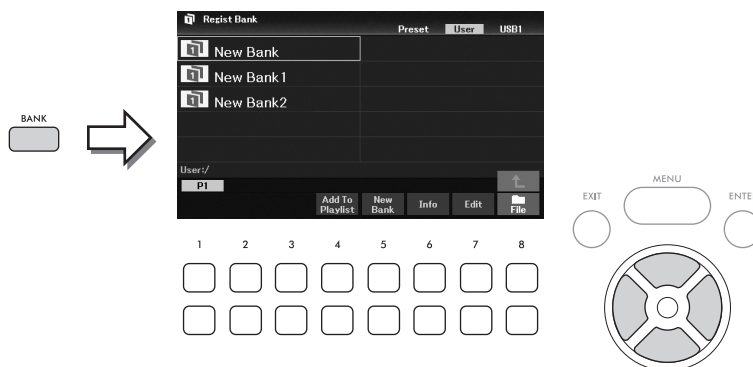 Regist Bank
Preset User USB1
New Bank
New Bank1
New Bank2
BANK
User:/
P1
Add To Playlist
New Bank
Info
Edit
File
EXIT
MENU
ENTE
1 2 3 4 5 6 7 8